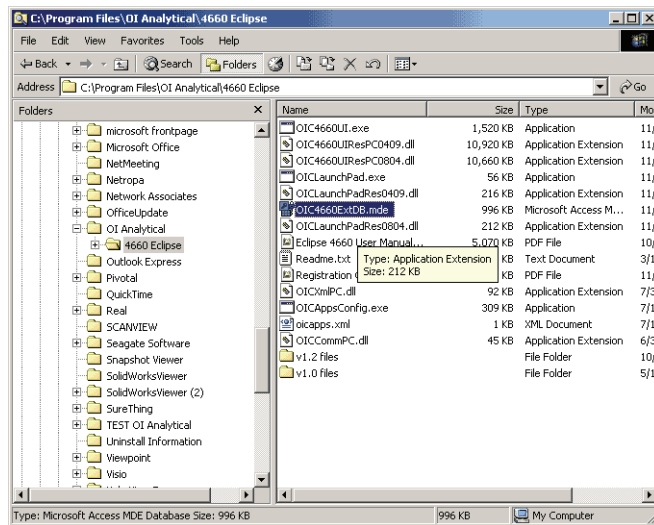 C:\Program Files\OI Analytical\4660 Eclipse
File Edit View Favorites Tools Help
Back Search Folders
Address C:\Program Files\OI Analytical\4660 Eclipse Go
Folders
microsoft frontpage
Microsoft Office
NetMeeting
Netropa
Network Associates
OfficeUpdate
OI Analytical
4660 Eclipse
Outlook Express
Pivotal
QuickTime
Real
SCANVIEW
Seagate Software
Snapshot Viewer
SolidWorksViewer
SolidWorksViewer (2)
SureThing
TEST OI Analytical
Uninstall Information
Viewpoint
Visio
Name Size Type Mo
OIC4660UI.exe 1,520 KB Application 11/
OIC4660UIResPC0409.dll 10,920 KB Application Extension 11/
OIC4660UIResPC0804.dll 10,660 KB Application Extension 11/
OICLaunchPad.exe 56 KB Application 11/
OICLaunchPadRes0409.dll 216 KB Application Extension 11/
OIC4660ExtDB.mde 996 KB Microsoft Access M... 11/
OICLaunchPadRes0804.dll 212 KB Application Extension 11/
Eclipse 4660 User Manual... 5,070 KB PDF File 10/
Readme.txt KB Text Document 3/1
Registration KB PDF File 11/
Type: Application Extension
Size: 212 KB
OICXmlPC.dll 92 KB Application Extension 7/3
OICAppsConfig.exe 309 KB Application 7/1
oicapps.xml 1 KB XML Document 7/1
OICCommPC.dll 45 KB Application Extension 6/3
v1.2 files File Folder 10/
v1.0 files File Folder 5/1
Type: Microsoft Access MDE Database Size: 996 KB 996 KB My Computer